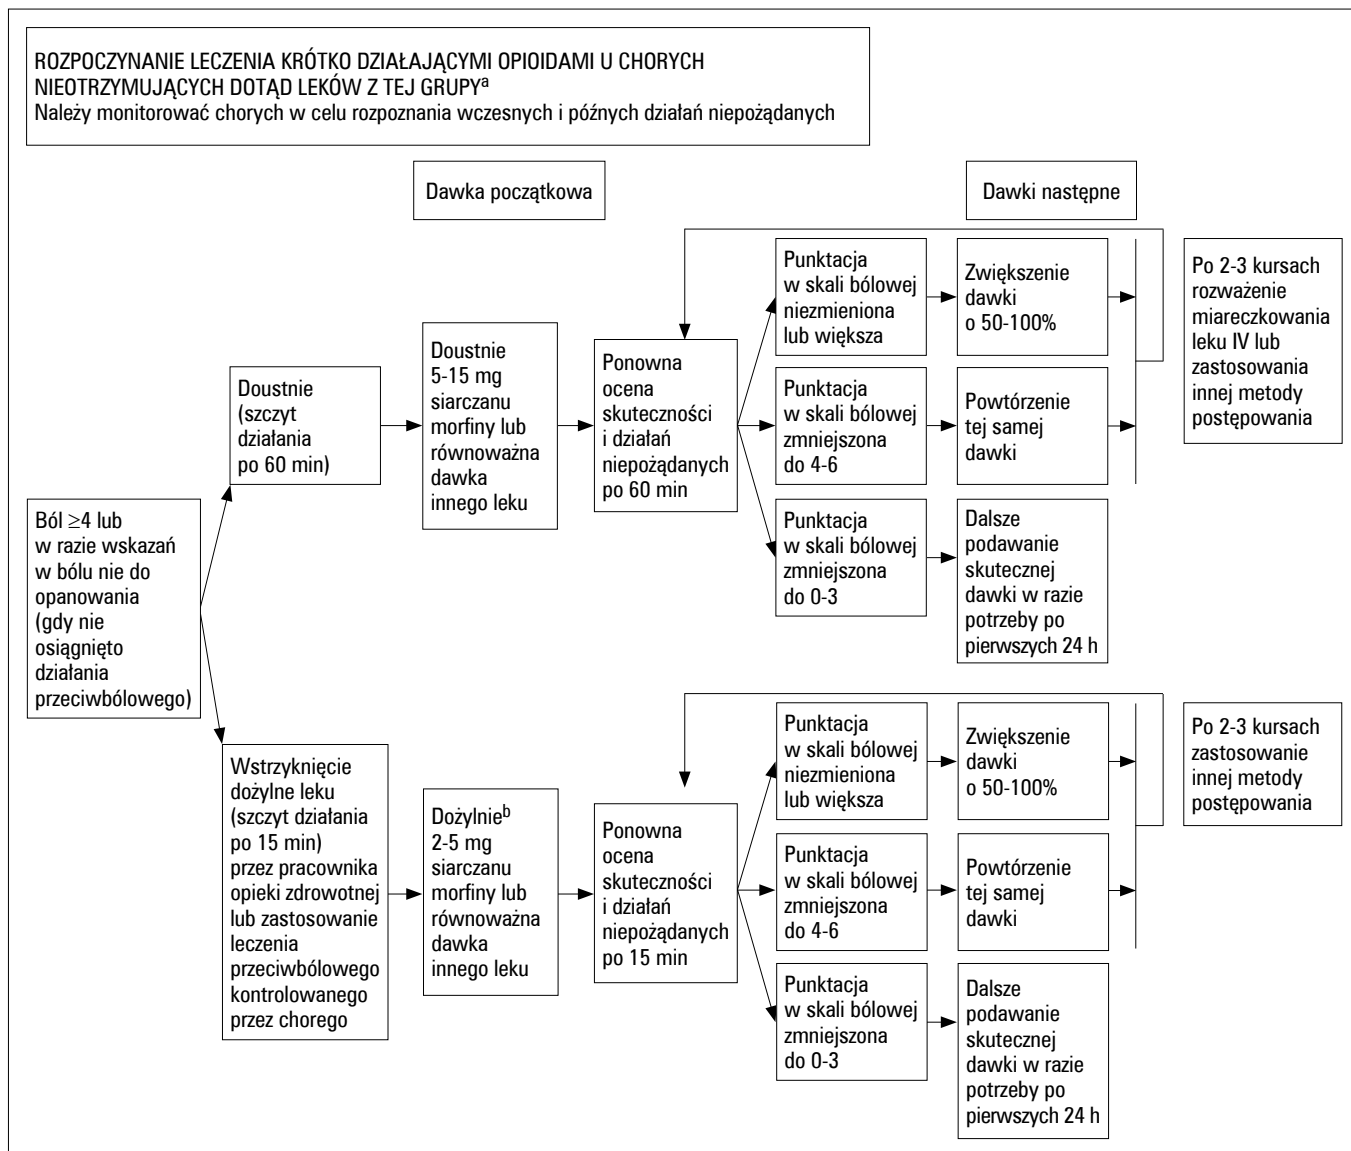 ROZPOCZYNANIE LECZENIA KRÓTKO DZIAŁAJĄCYMI OPIOIDAMI U CHORYCH
NIEOTRZYMUJĄCYCH DOTĄD LEKÓW Z TEJ GRUPYa
Należy monitorować chorych w celu rozpoznania wczesnych i późnych działań niepożądanych
Dawka początkowa
Dawki następne
Ból ≥4 lub
w razie wskazań
w bólu nie do
opanowania
(gdy nie
osiągnięto
działania
przeciwbólowego)
Doustnie
(szczyt
działania
po 60 min)
Doustnie
5-15 mg
siarczanu
morfiny lub
równoważna
dawka
innego leku
Ponowna
ocena
skuteczności
i działań
niepożądanych
po 60 min
Punktacja
w skali bólowej
niezmieniona
lub większa
Zwiększenie
dawki
o 50-100%
Punktacja
w skali bólowej
zmniejszona
do 4-6
Powtórzenie
tej samej
dawki
Punktacja
w skali bólowej
zmniejszona
do 0-3
Dalsze
podawanie
skutecznej
dawki w razie
potrzeby po
pierwszych 24 h
Po 2-3 kursach
rozważenie
miareczkowania
leku IV lub
zastosowania
innej metody
postępowania
Wstrzyknięcie
dożylne leku
(szczyt działania
po 15 min)
przez pracownika
opieki zdrowotnej
lub zastosowanie
leczenia
przeciwbólowego
kontrolowanego
przez chorego
Dożylnieb
2-5 mg
siarczanu
morfiny lub
równoważna
dawka
innego leku
Ponowna
ocena
skuteczności
i działań
niepożądanych
po 15 min
Punktacja
w skali bólowej
niezmieniona
lub większa
Zwiększenie
dawki
o 50-100%
Punktacja
w skali bólowej
zmniejszona
do 4-6
Powtórzenie
tej samej
dawki
Punktacja
w skali bólowej
zmniejszona
do 0-3
Dalsze
podawanie
skutecznej
dawki w razie
potrzeby po
pierwszych 24 h
Po 2-3 kursach
zastosowanie
innej metody
postępowania